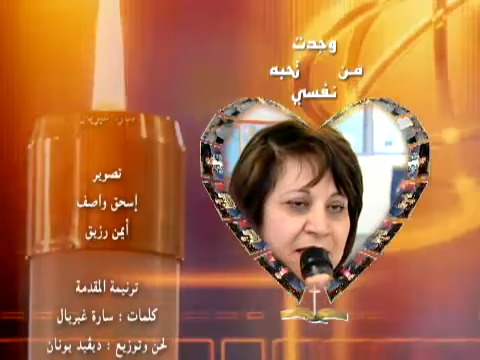 وجدت
من تحبه
نفسي
تصوير
إسحق واصف
أيمن رزيق
ترنيمة المقدمة
كلمات : سارة غبريال
لحن وتوزيع : ديفيد يونان